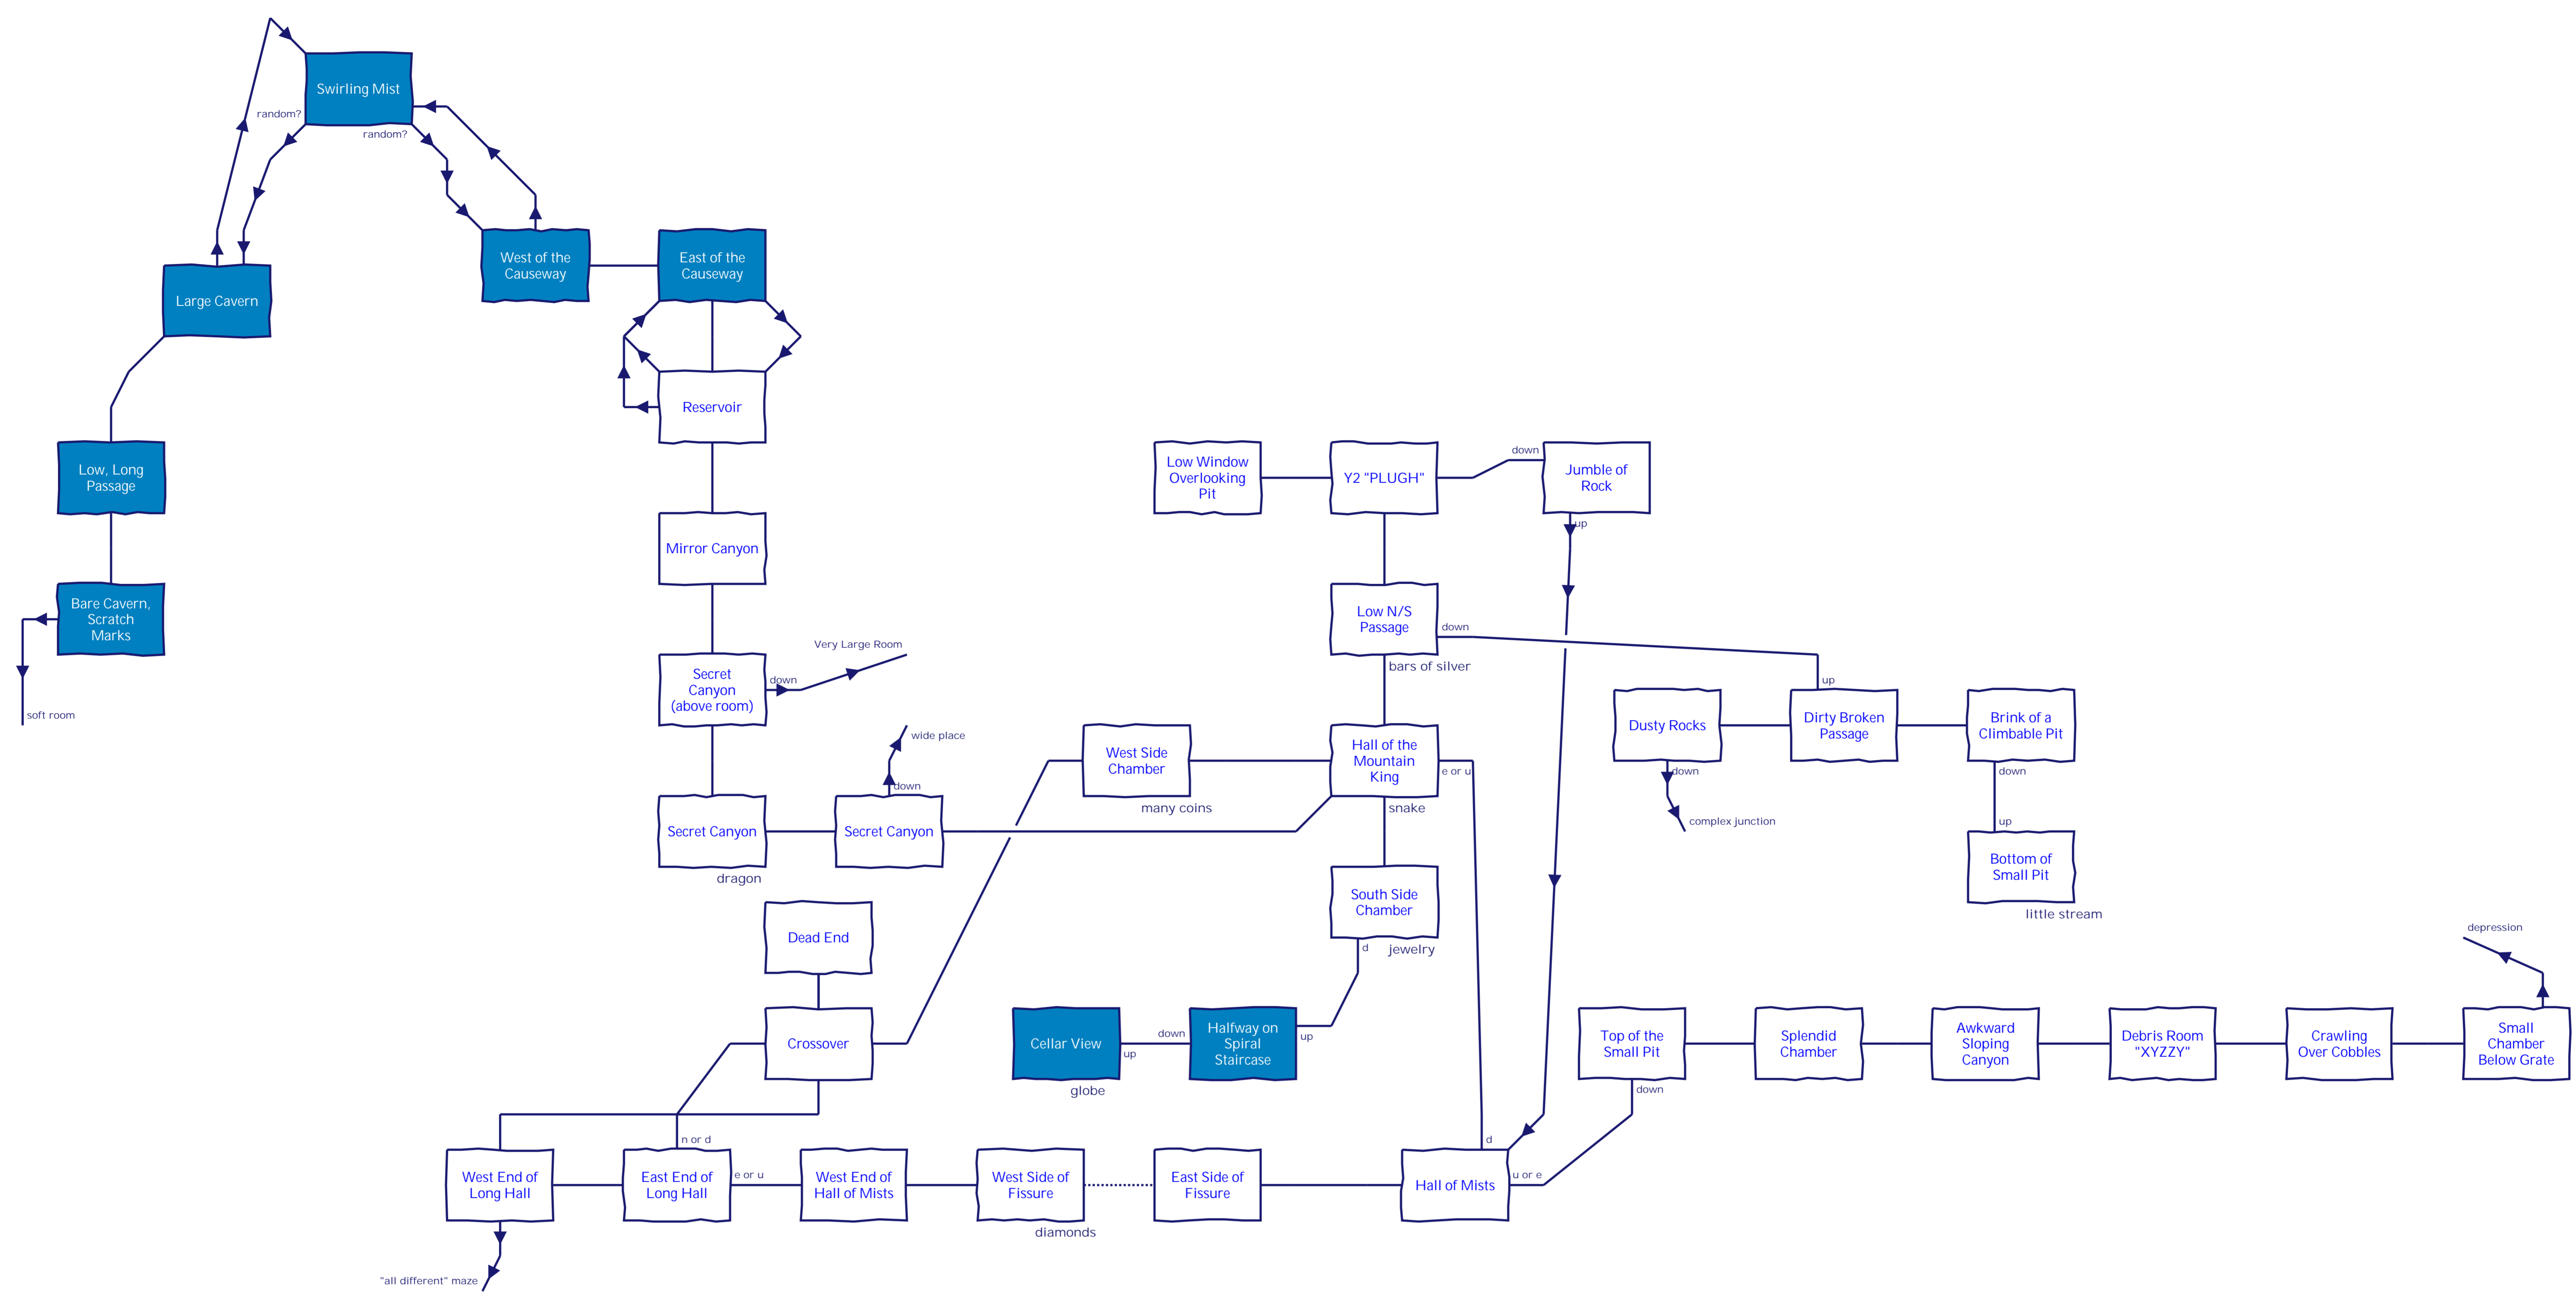 Swirling Mist
random?
random?
West of the
Causeway
East of the
Causeway
Large Cavern
Reservoir
Low, Long
Passage
Low Window
Overlooking
Pit
Y2 "PLUGH"
down
Jumble of
Rock
up
Mirror Canyon
Bare Cavern,
Scratch
Marks
soft room
Low N/S
Passage
down
bars of silver
Very Large Room
Secret
Canyon
(above room)
down
up
Dusty Rocks
down
complex junction
Dirty Broken
Passage
Brink of a
Climbable Pit
down
up
Bottom of
Small Pit
little stream
wide place
down
West Side
Chamber
many coins
Hall of the
Mountain
King
e or u
snake
Secret Canyon
dragon
Secret Canyon
South Side
Chamber
d
jewelry
Dead End
depression
Crossover
Cellar View
up
globe
down
Halfway on
Spiral
Staircase
up
Top of the
Small Pit
down
Splendid
Chamber
Awkward
Sloping
Canyon
Debris Room
"XYZZY"
Crawling
Over Cobbles
Small
Chamber
Below Grate
n or d
d
West End of
Long Hall
East End of
Long Hall
e or u
West End of
Hall of Mists
West Side of
Fissure
diamonds
East Side of
Fissure
Hall of Mists
u or e
"all different" maze